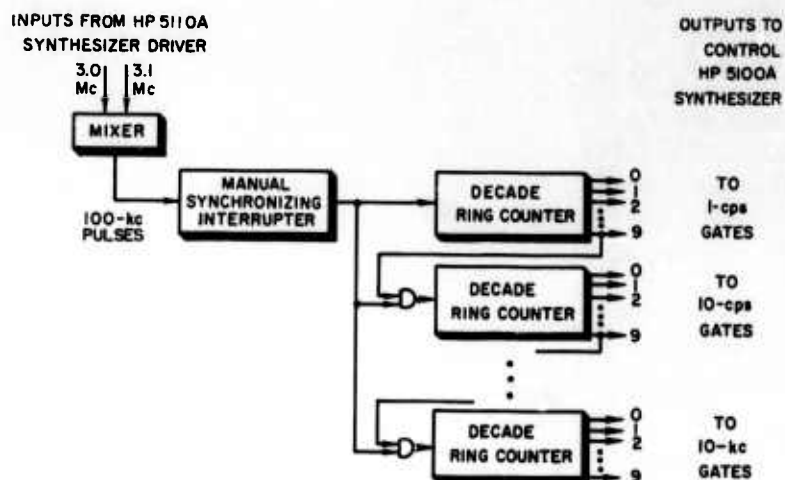 INPUTS FROM HP 5110A
SYNTHESIZER DRIVER
3.0 Mc
3.1 Mc
MIXER
100-kc
PULSES
MANUAL
SYNCHRONIZING
INTERRUPTER
DECADE
RING COUNTER
0
1
2
9
OUTPUTS TO
CONTROL
HP 5100A
SYNTHESIZER
TO
1-cps
GATES
DECADE
RING COUNTER
0
1
2
9
TO
10-cps
GATES
DECADE
RING COUNTER
0
1
2
9
TO
10-kc
GATES